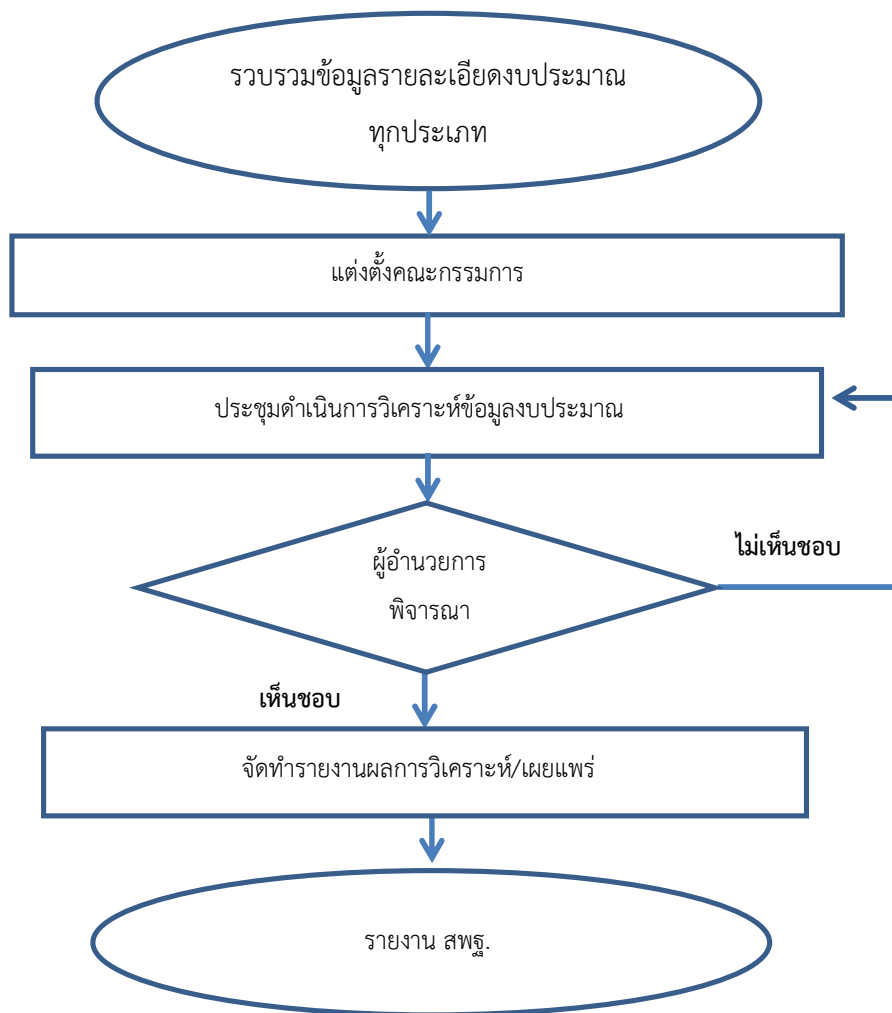 รวบรวมข้อมูลรายละเอียดงบประมาณ
ทุกประเภท
แต่งตั้งคณะกรรมการ
ประชุมดำเนินการวิเคราะห์ข้อมูลงบประมาณ
ผู้อำนวยการ
พิจารณา
ไม่เห็นชอบ
เห็นชอบ
จัดทำรายงานผลการวิเคราะห์/เผยแพร่
รายงาน สพฐ.